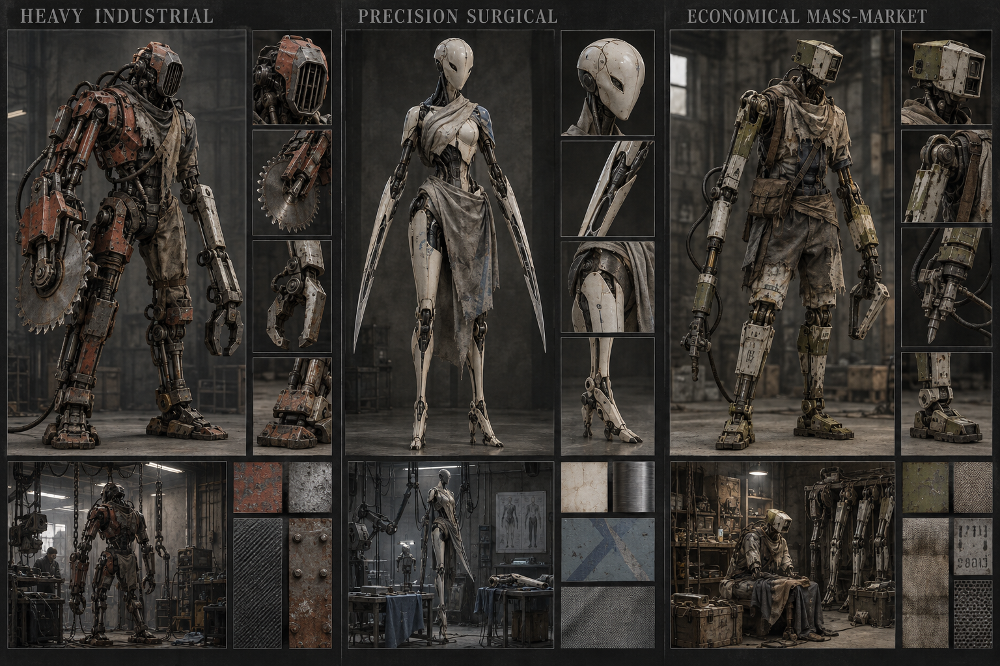 HEAVY INDUSTRIAL
PRECISION SURGICAL
ECONOMICAL MASS-MARKET